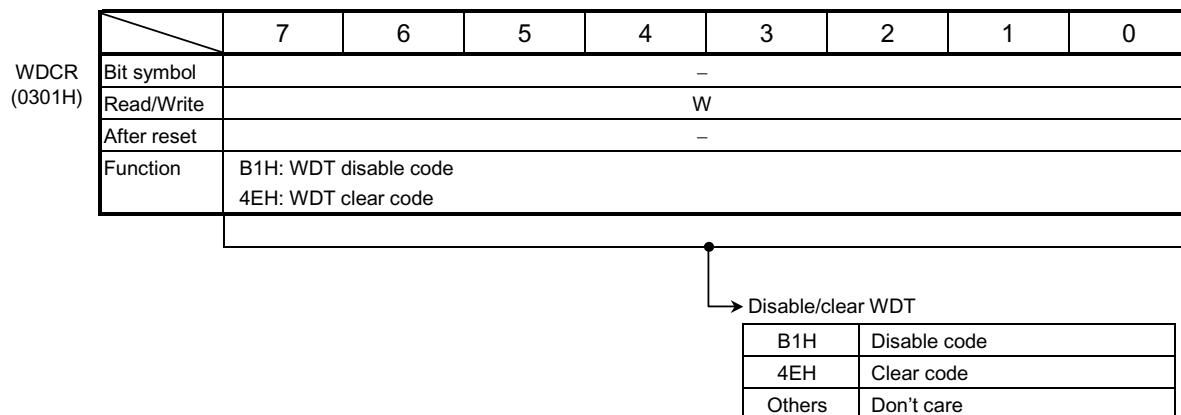 7 6 5 4 3 2 1 0
WDCR
(0301H)
Bit symbol –
Read/Write W
After reset –
Function B1H: WDT disable code
4EH: WDT clear code
Disable/clear WDT
B1H Disable code
4EH Clear code
Others Don't care